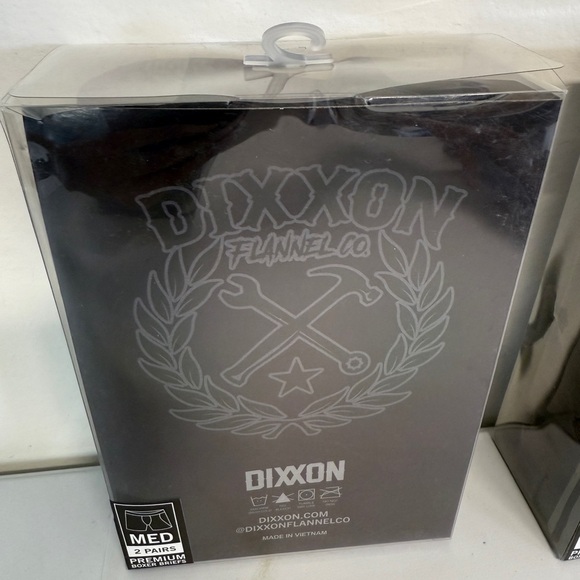 DIXXON
FLANNEL CO.
DIXXON
DIXXON.COM
@DIXXONFLANNELCO
MADE IN VIETNAM
MED
2 PAIRS
PREMIUM
BOXER BRIEFS